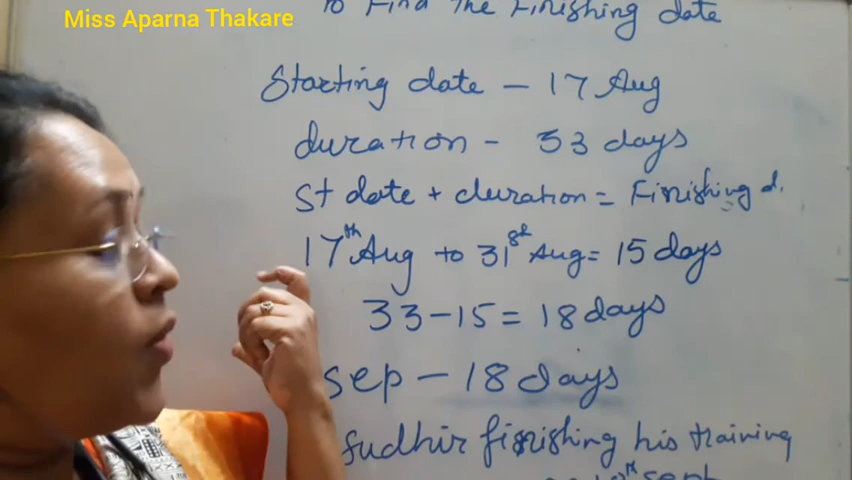 Miss Aparna Thakare
to Find the Finishing date
Starting date – 17 Aug
duration – 33 days
St date + duration = Finishing d.
17th Aug to 31st Aug = 15 days
33 – 15 = 18 days
sep – 18 days
Sudhir finishing his training
sept